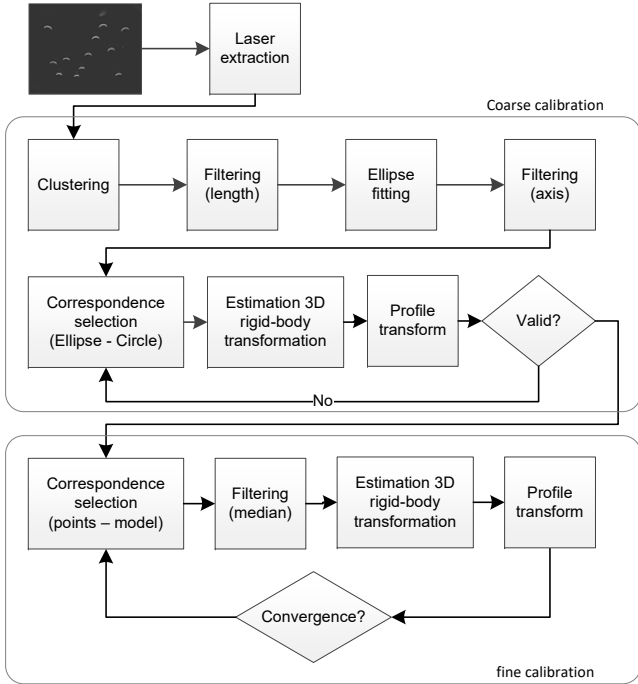 Laser
extraction
Coarse calibration
Clustering
Filtering
(length)
Ellipse
fitting
Filtering
(axis)
Correspondence
selection
(Ellipse - Circle)
Estimation 3D
rigid-body
transformation
Profile
transform
Valid?
No
Correspondence
selection
(points – model)
Filtering
(median)
Estimation 3D
rigid-body
transformation
Profile
transform
Convergence?
fine calibration